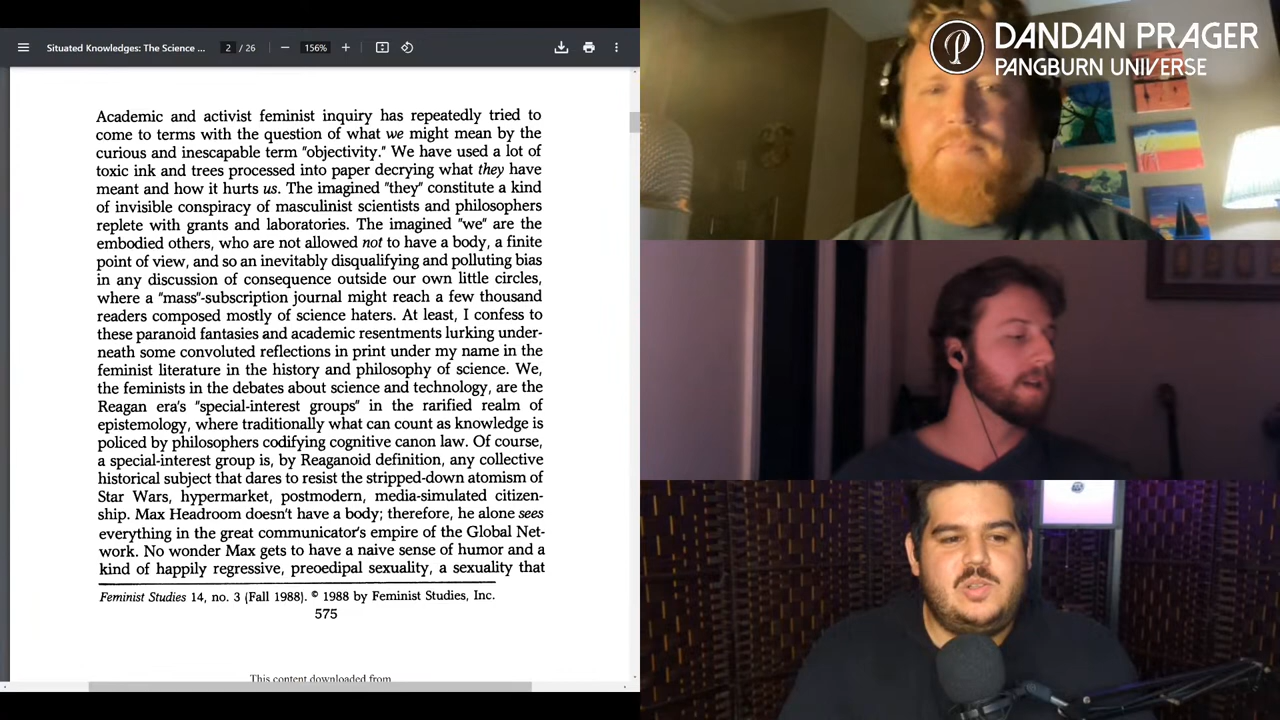 Situated Knowledges: The Science ...
2 / 26
156%
Academic and activist feminist inquiry has repeatedly tried to
come to terms with the question of what we might mean by the
curious and inescapable term "objectivity." We have used a lot of
toxic ink and trees processed into paper decrying what they have
meant and how it hurts us. The imagined "they" constitute a kind
of invisible conspiracy of masculinist scientists and philosophers
replete with grants and laboratories. The imagined "we" are the
embodied others, who are not allowed not to have a body, a finite
point of view, and so an inevitably disqualifying and polluting bias
in any discussion of consequence outside our own little circles,
where a "mass"-subscription journal might reach a few thousand
readers composed mostly of science haters. At least, I confess to
these paranoid fantasies and academic resentments lurking under-
neath some convoluted reflections in print under my name in the
feminist literature in the history and philosophy of science. We,
the feminists in the debates about science and technology, are the
Reagan era's "special-interest groups" in the rarified realm of
epistemology, where traditionally what can count as knowledge is
policed by philosophers codifying cognitive canon law. Of course,
a special-interest group is, by Reaganoid definition, any collective
historical subject that dares to resist the stripped-down atomism of
Star Wars, hypermarket, postmodern, media-simulated citizen-
ship. Max Headroom doesn't have a body; therefore, he alone sees
everything in the great communicator's empire of the Global Net-
work. No wonder Max gets to have a naive sense of humor and a
kind of happily regressive, preoedipal sexuality, a sexuality that
Feminist Studies 14, no. 3 (Fall 1988). © 1988 by Feminist Studies, Inc.
575
This content downloaded from
P
DANDAN PRAGER
PANGBURN UNIVERSE